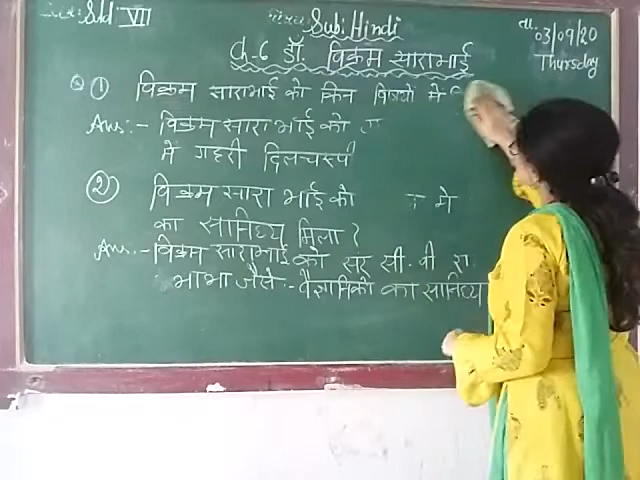 Std VII
Sub: Hindi
ता. 03/09/20
Thursday
Ch-6 डॉ. विक्रम साराभाई
① विक्रम साराभाई को किन विषयों में
Ans:- विक्रम सारा भाई को
में गहरी दिलचस्पी
② विक्रम सारा भाई को में
का सानिध्य मिला?
Ans:- विक्रम साराभाई को सर सी. वी रा
भाभा जैसे वैज्ञानिको का सानिध्य